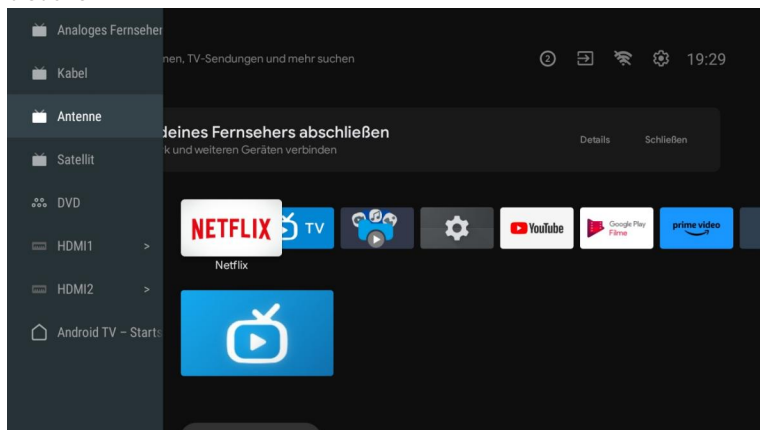 Analoges Fernseher
Kabel
Antenne
Satellit
DVD
HDMI1 >
HDMI2 >
Android TV – Starts
nen, TV-Sendungen und mehr suchen
2
19:29
deines Fernsehers abschließen
k und weiteren Geräten verbinden
Details
Schließen
NETFLIX
TV
YouTube
Google Play
Filme
prime video
Netflix